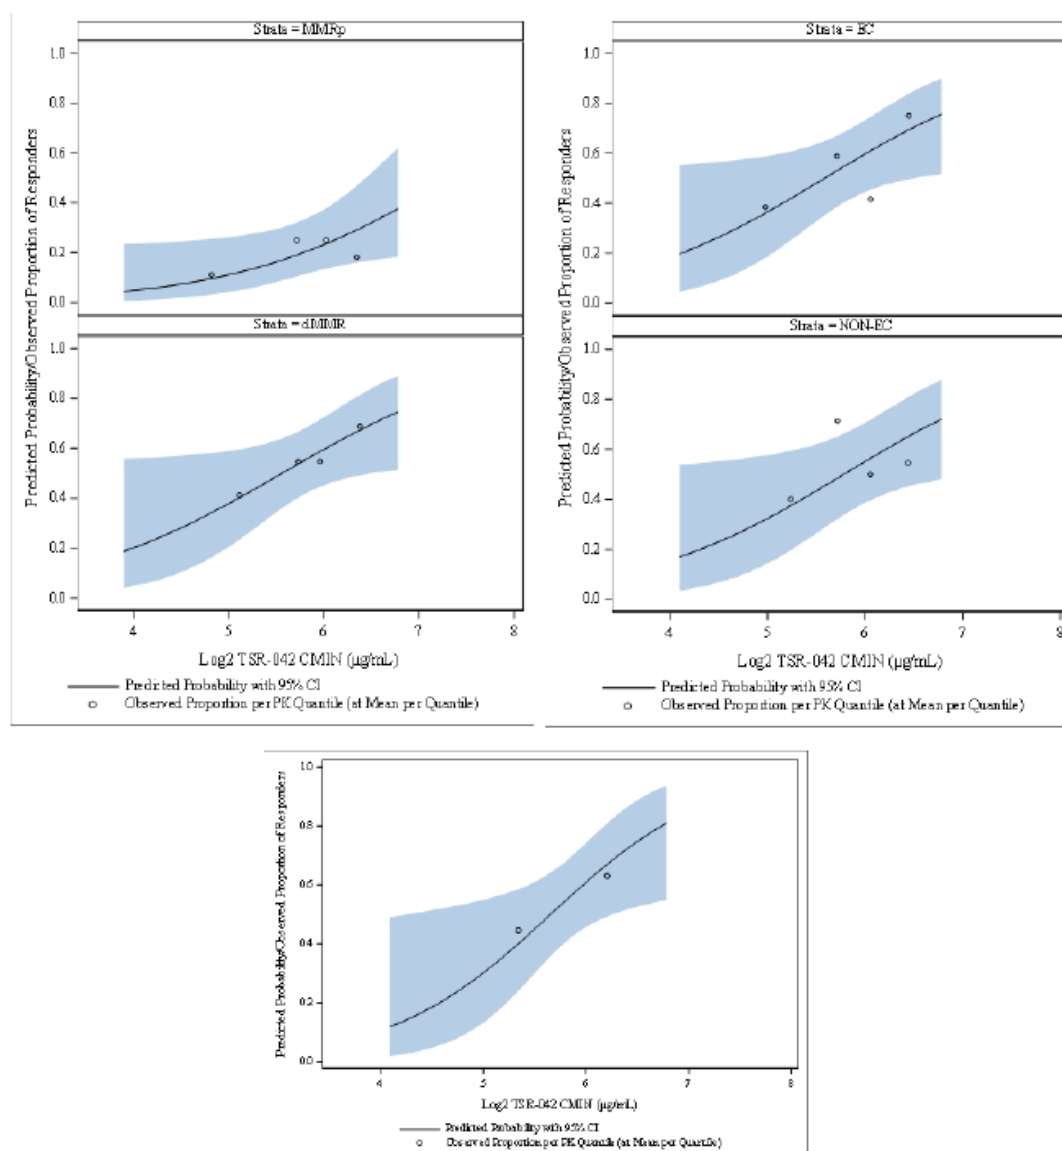 Strata = MMRp
1.0
0.8
0.6
0.4
0.2
0.0
Strata = dMMR
1.0
0.8
0.6
0.4
0.2
0.0
Predicted Probability/Observed Proportion of Responders
4 5 6 7 8
Log2 TSR-042 CMIN (µg/mL)
Predicted Probability with 95% CI
Observed Proportion per PK Quantile (at Mean per Quantile)
Strata = EC
1.0
0.8
0.6
0.4
0.2
0.0
Strata = NON-EC
1.0
0.8
0.6
0.4
0.2
0.0
Predicted Probability/Observed Proportion of Responders
4 5 6 7 8
Log2 TSR-042 CMIN (µg/mL)
Predicted Probability with 95% CI
Observed Proportion per PK Quantile (at Mean per Quantile)
1.0
0.8
0.6
0.4
0.2
0.0
Predicted Probability/Observed Proportion of Responders
4 5 6 7 8
Log2 TSR-042 CMIN (µg/mL)
Predicted Probability with 95% CI
Observed Proportion per PK Quantile (at Mean per Quantile)